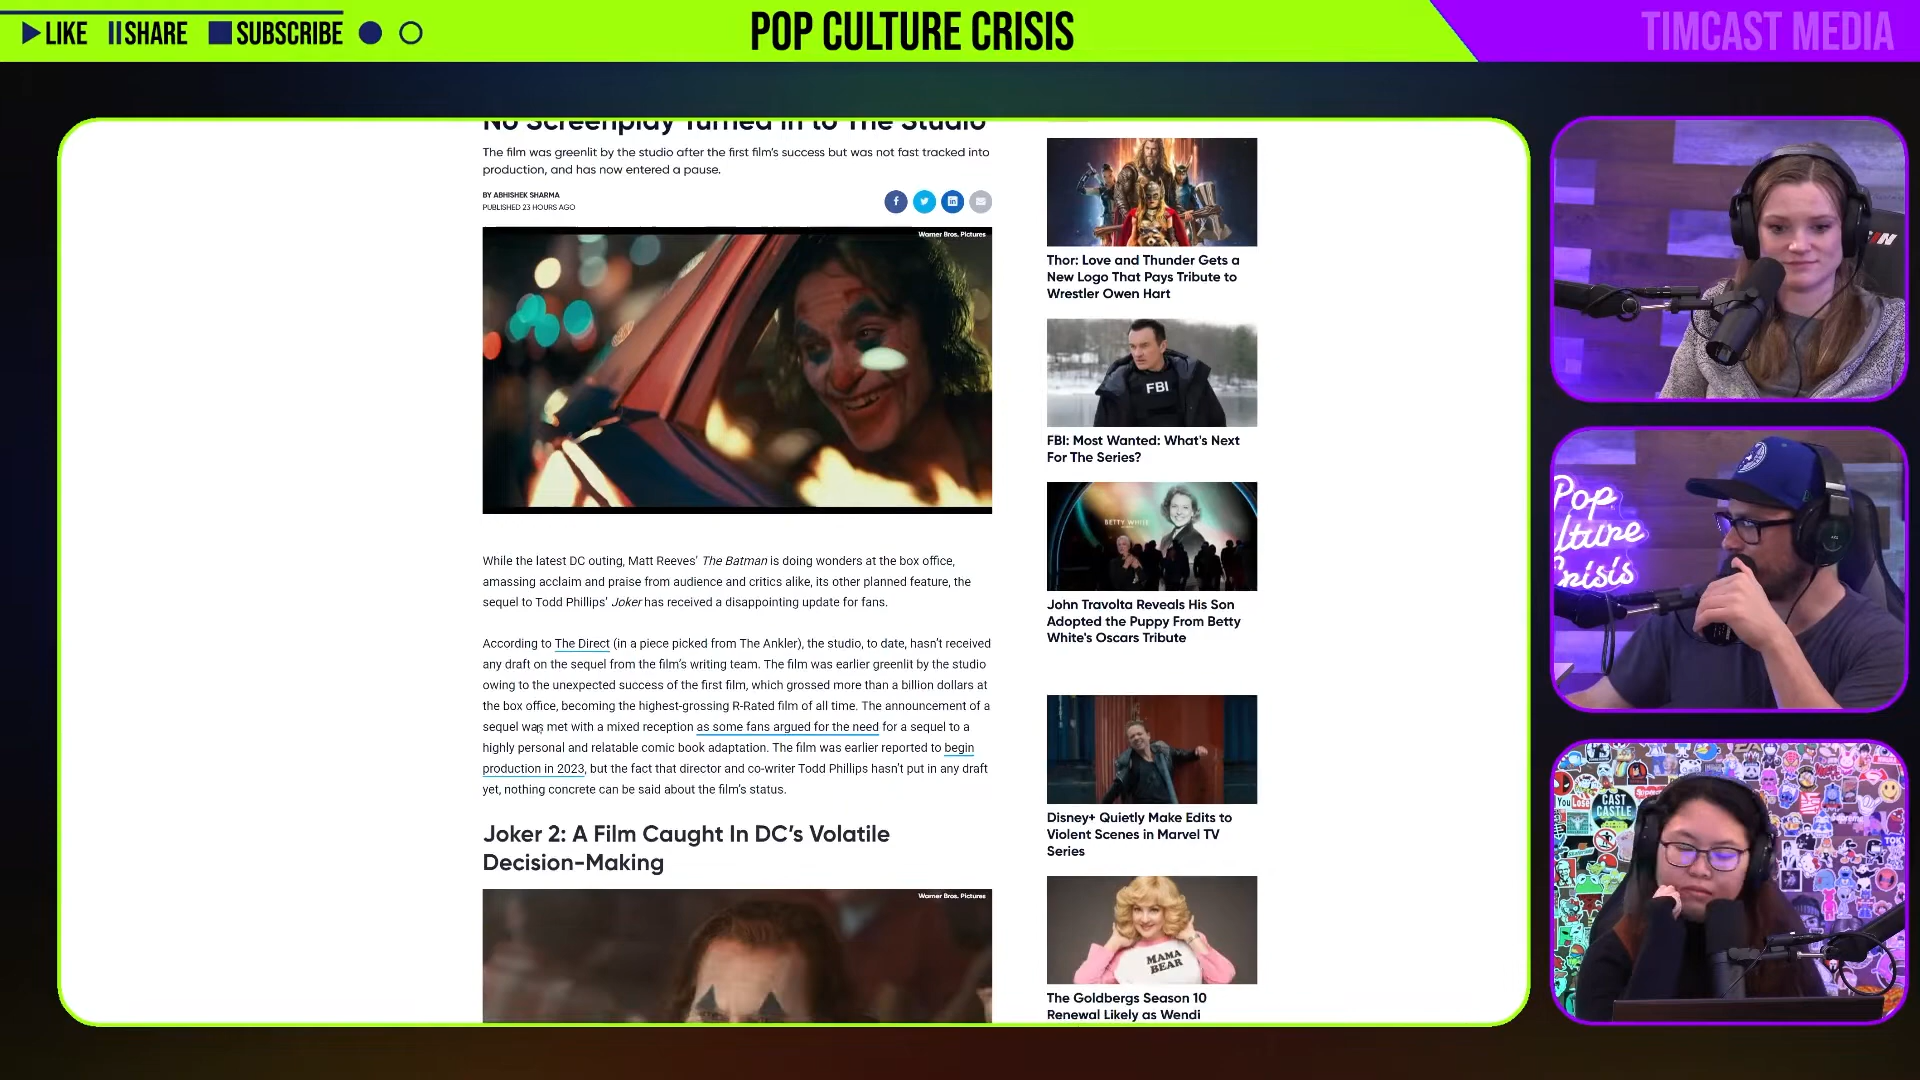 LIKE SHARE SUBSCRIBE
POP CULTURE CRISIS
TIMCAST MEDIA
No Screenplay Turned in to The Studio
The film was greenlit by the studio after the first film's success but was not fast tracked into
production, and has now entered a pause.
BY ABHISHEK SHARMA
PUBLISHED 23 HOURS AGO
Warner Bros. Pictures
While the latest DC outing, Matt Reeves' The Batman is doing wonders at the box office,
amassing acclaim and praise from audience and critics alike, its other planned feature, the
sequel to Todd Phillips' Joker has received a disappointing update for fans.
According to The Direct (in a piece picked from The Ankler), the studio, to date, hasn't received
any draft on the sequel from the film's writing team. The film was earlier greenlit by the studio
owing to the unexpected success of the first film, which grossed more than a billion dollars at
the box office, becoming the highest-grossing R-Rated film of all time. The announcement of a
sequel was met with a mixed reception as some fans argued for the need for a sequel to a
highly personal and relatable comic book adaptation. The film was earlier reported to begin
production in 2023, but the fact that director and co-writer Todd Phillips hasn't put in any draft
yet, nothing concrete can be said about the film's status.
Joker 2: A Film Caught In DC's Volatile
Decision-Making
Warner Bros. Pictures
Thor: Love and Thunder Gets a
New Logo That Pays Tribute to
Wrestler Owen Hart
FBI
FBI: Most Wanted: What's Next
For The Series?
BETTY WHITE
John Travolta Reveals His Son
Adopted the Puppy From Betty
White's Oscars Tribute
Disney+ Quietly Make Edits to
Violent Scenes in Marvel TV
Series
MAMA
BEAR
The Goldbergs Season 10
Renewal Likely as Wendi
Pop
lture
Crisis
You Lose
CAST
CASTLE